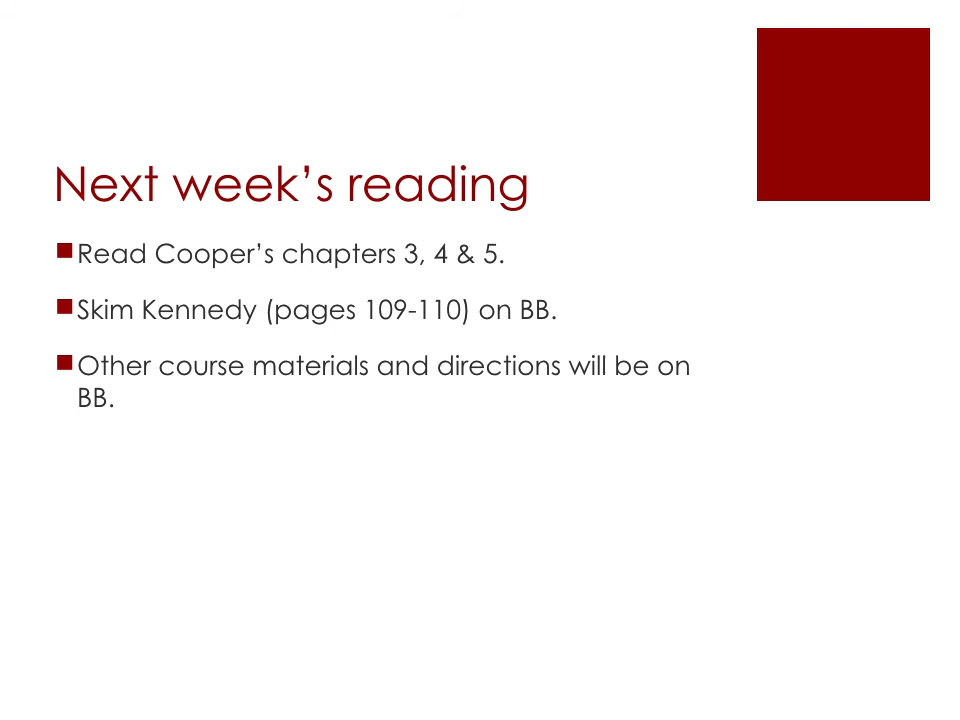 Next week’s reading
Read Cooper’s chapters 3, 4 & 5.
Skim Kennedy (pages 109-110) on BB.
Other course materials and directions will be on
BB.